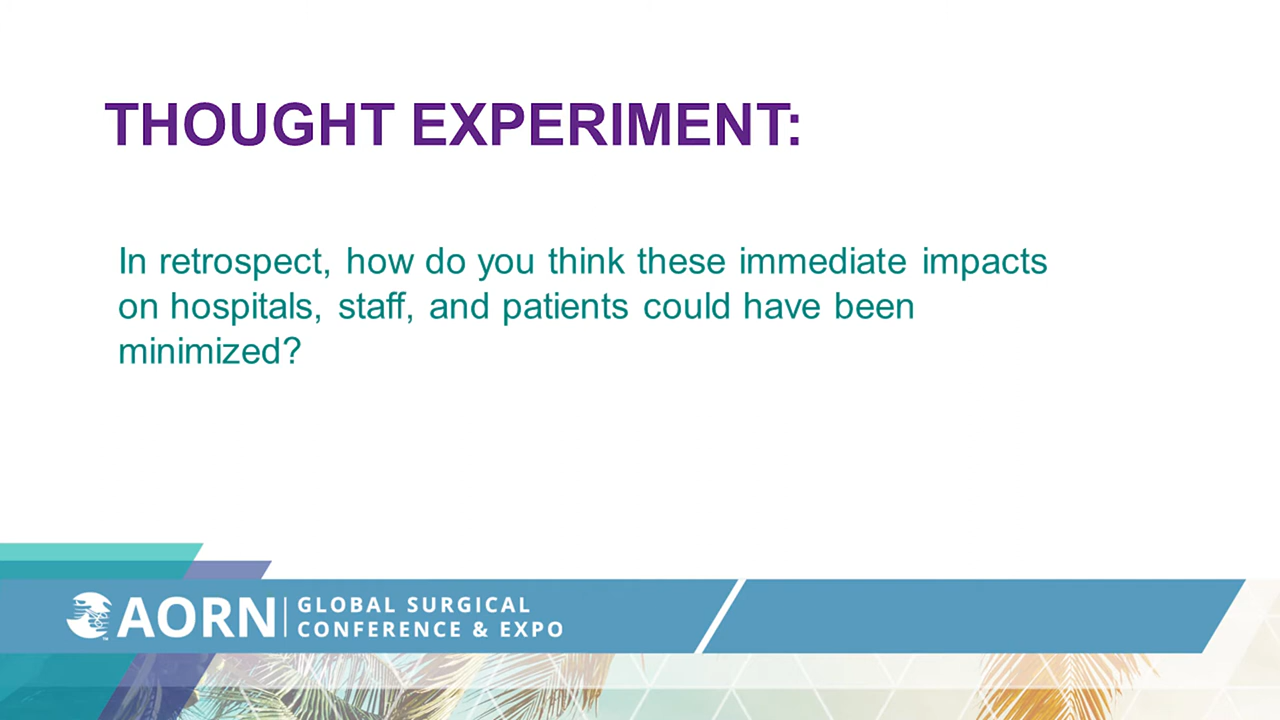 THOUGHT EXPERIMENT:
In retrospect, how do you think these immediate impacts
on hospitals, staff, and patients could have been
minimized?
AORN
GLOBAL SURGICAL
CONFERENCE & EXPO